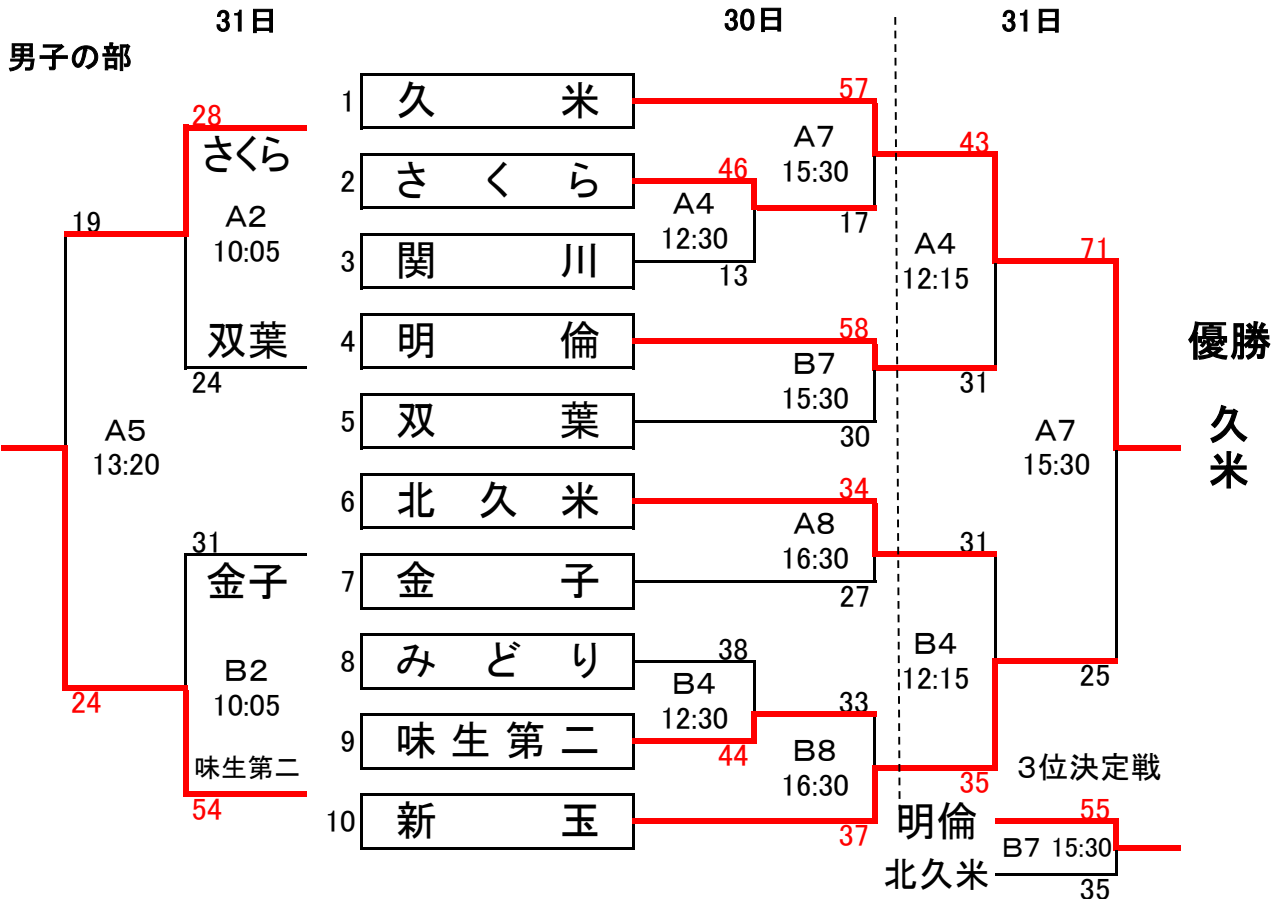 31日
30日
31日
男子の部
28
さくら
A2
10:05
双葉
24
19
A5
13:20
31
金子
B2
10:05
24
味生第二
54
1 久米
2 さくら
3 関川
4 明倫
5 双葉
6 北久米
7 金子
8 みどり
9 味生第二
10 新玉
57
A7
15:30
46
A4
12:30
17
13
58
B7
15:30
30
34
A8
16:30
27
38
B4
12:30
44
33
B8
16:30
37
43
A4
12:15
31
31
B4
12:15
35
71
A7
15:30
25
優勝
久米
3位決定戦
明倫
55
B7 15:30
北久米
35